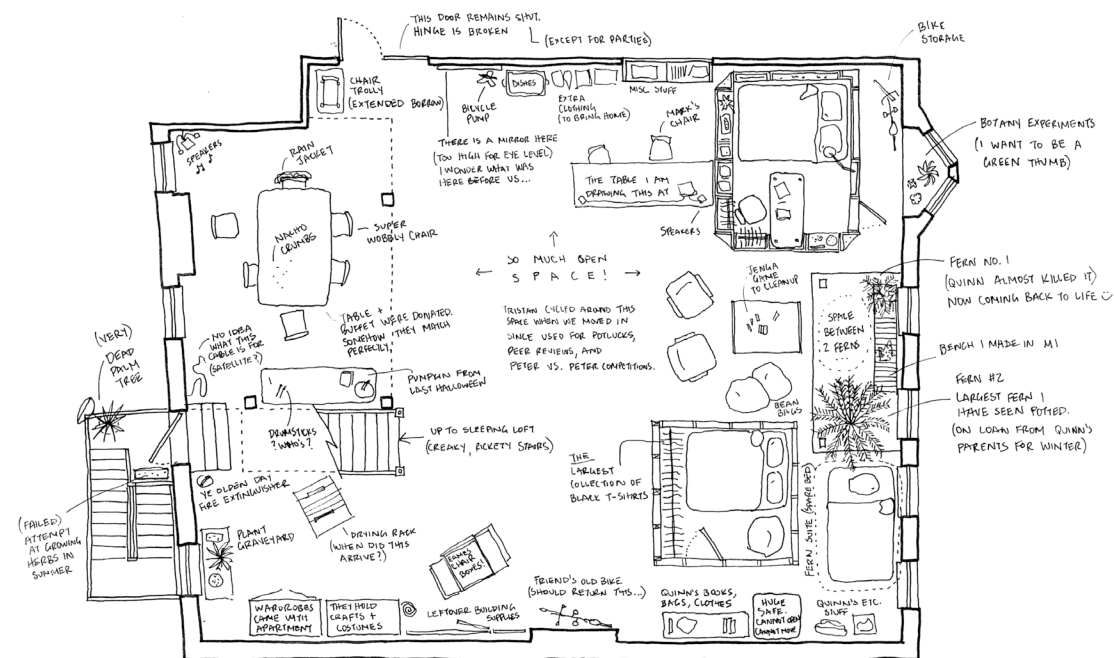 THIS DOOR REMAINS SHUT.
HINGE IS BROKEN
(EXCEPT FOR PARTIES)
BIKE
STORAGE
CHAIR
TROLLY
(EXTENDED BORROW)
BICYCLE
PUMP
DISHES
EXTRA
CLOTHING
(TO BRING HOME)
MISC STUFF
MARK'S
CHAIR
BOTANY EXPERIMENTS
(I WANT TO BE A
GREEN THUMB)
SPEAKERS
RAIN
JACKET
THERE IS A MIRROR HERE
(TOO HIGH FOR EYE LEVEL)
I WONDER WHAT WAS
HERE BEFORE US...
THE TABLE I AM
DRAWING THIS AT
SPEAKERS
NACHO
CRUMBS
SUPER
WOBBLY CHAIR
SO MUCH OPEN
SPACE!
JENGA
GAME
TO CLEANUP
FERN NO. 1
(QUINN ALMOST KILLED IT)
NOW COMING BACK TO LIFE
TRISTAN CYCLED AROUND THIS
SPACE WHEN WE MOVED IN
SINCE USED FOR POTLUCKS,
PEER REVIEWS, AND
PETER VS. PETER COMPETITIONS.
TABLE +
BUFFET WERE DONATED.
SOMEHOW THEY MATCH
PERFECTLY.
SPACE
BETWEEN
2 FERNS
BENCH I MADE IN M1
(VERY)
DEAD
PALM
TREE
NO IDEA
WHAT THIS
CABLE IS FOR
(SATELLITE?)
PUMPKIN FROM
LAST HALLOWEEN
BEAN
BAGS
FERN #2
LARGEST FERN I
HAVE SEEN POTTED.
(ON LOAN FROM QUINN'S
PARENTS FOR WINTER)
DRUMSTICKS
? WHO'S ?
UP TO SLEEPING LOFT
(CREAKY, RICKETY STAIRS)
THE
LARGEST
COLLECTION OF
BLACK T-SHIRTS
YE OLDEN DAY
FIRE EXTINGUISHER
FERN SUITE (SPARE BED)
(FAILED)
ATTEMPT
AT GROWING
HERBS IN
SUMMER
PLANT
GRAVEYARD
DRYING RACK
(WHEN DID THIS
ARRIVE?)
EAMES
CHAIR
BOXES!
WARDROBES
CAME WITH
APARTMENT
THEY HOLD
CRAFTS +
COSTUMES
LEFTOVER BUILDING
SUPPLIES
FRIEND'S OLD BIKE
(SHOULD RETURN THIS...)
QUINN'S BOOKS,
BAGS, CLOTHES
HUGE
SAFE.
CANNOT OPEN
CANNOT MOVE
QUINN'S ETC.
STUFF